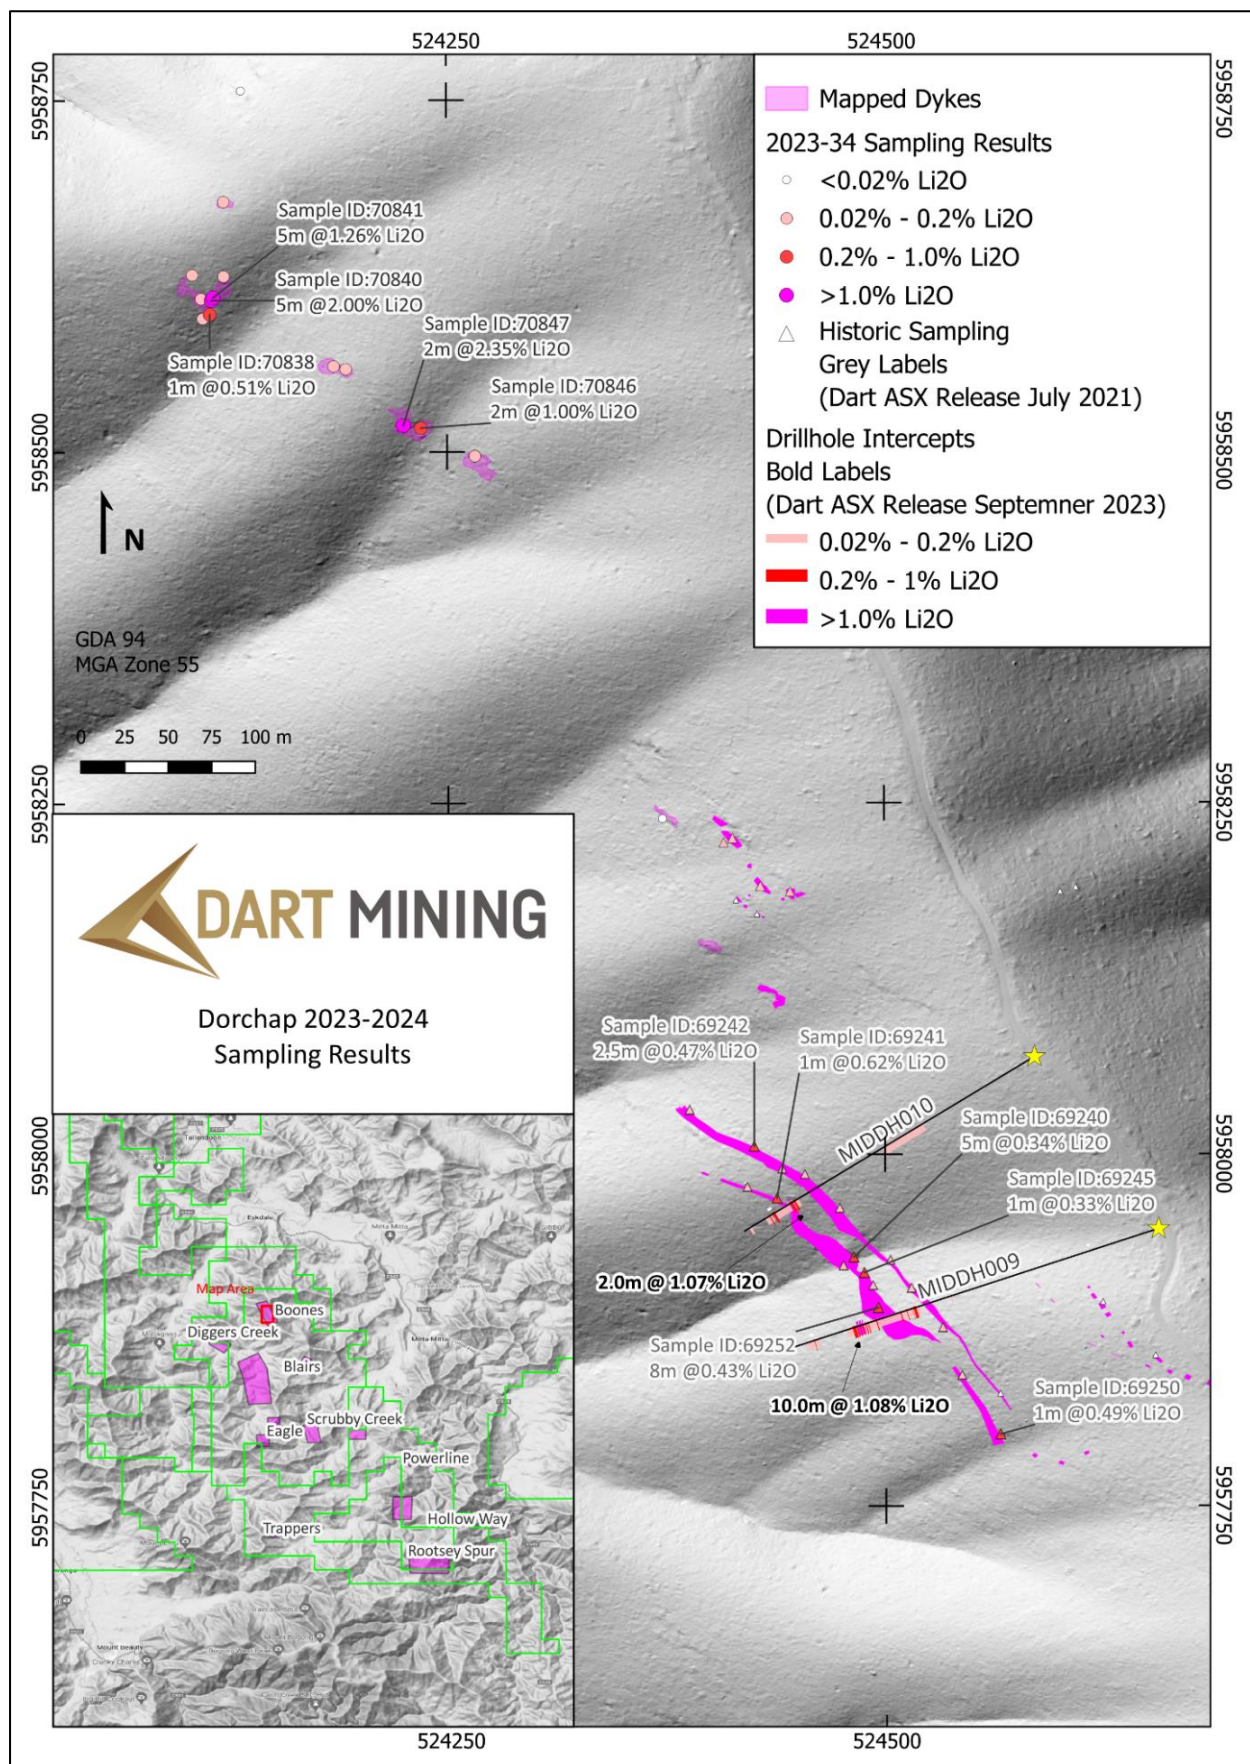 524250
524500
5958750
5958750
Mapped Dykes
2023-34 Sampling Results
<0.02% Li2O
0.02% - 0.2% Li2O
0.2% - 1.0% Li2O
>1.0% Li2O
Historic Sampling
Grey Labels
(Dart ASX Release July 2021)
Drillhole Intercepts
Bold Labels
(Dart ASX Release Septemner 2023)
0.02% - 0.2% Li2O
0.2% - 1% Li2O
>1.0% Li2O
Sample ID:70841
5m @1.26% Li2O
Sample ID:70840
5m @2.00% Li2O
Sample ID:70847
2m @2.35% Li2O
Sample ID:70838
1m @0.51% Li2O
Sample ID:70846
2m @1.00% Li2O
5958500
5958500
N
GDA 94
MGA Zone 55
0 25 50 75 100 m
5958250
5958250
DART MINING
Dorchap 2023-2024
Sampling Results
Sample ID:69242
2.5m @0.47% Li2O
Sample ID:69241
1m @0.62% Li2O
MIDDH010
Sample ID:69240
5m @0.34% Li2O
5958000
5958000
Sample ID:69245
1m @0.33% Li2O
MIDDH009
2.0m @ 1.07% Li2O
Sample ID:69252
8m @0.43% Li2O
10.0m @ 1.08% Li2O
Sample ID:69250
1m @0.49% Li2O
Tallandoon
Eskdale
Mitta Mitta
Map Area
Boones
Diggers Creek
Mitta Mitta
Blairs
Scrubby Creek
Eagle
Powerline
Hollow Way
Trappers
Rootsey Spur
Mount Beauty
5957750
5957750
524250
524500